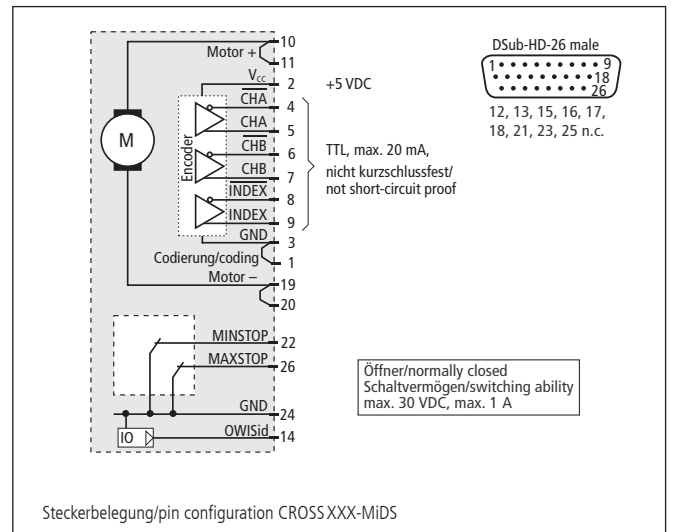 Motor +
10
11
V_CC
2
+5 VDC
C̅H̅A̅
4
CHA
5
C̅H̅B̅
6
CHB
7
I̅N̅D̅E̅X̅
8
INDEX
9
GND
3
Codierung/coding
1
Motor –
19
20
M
Encoder
TTL, max. 20 mA,
nicht kurzschlussfest/
not short-circuit proof
DSub-HD-26 male
1
9
18
26
12, 13, 15, 16, 17,
18, 21, 23, 25 n.c.
MINSTOP
22
MAXSTOP
26
GND
24
IO
OWISid
14
Öffner/normally closed
Schaltvermögen/switching ability
max. 30 VDC, max. 1 A
Steckerbelegung/pin configuration CROSS XXX-MiDS